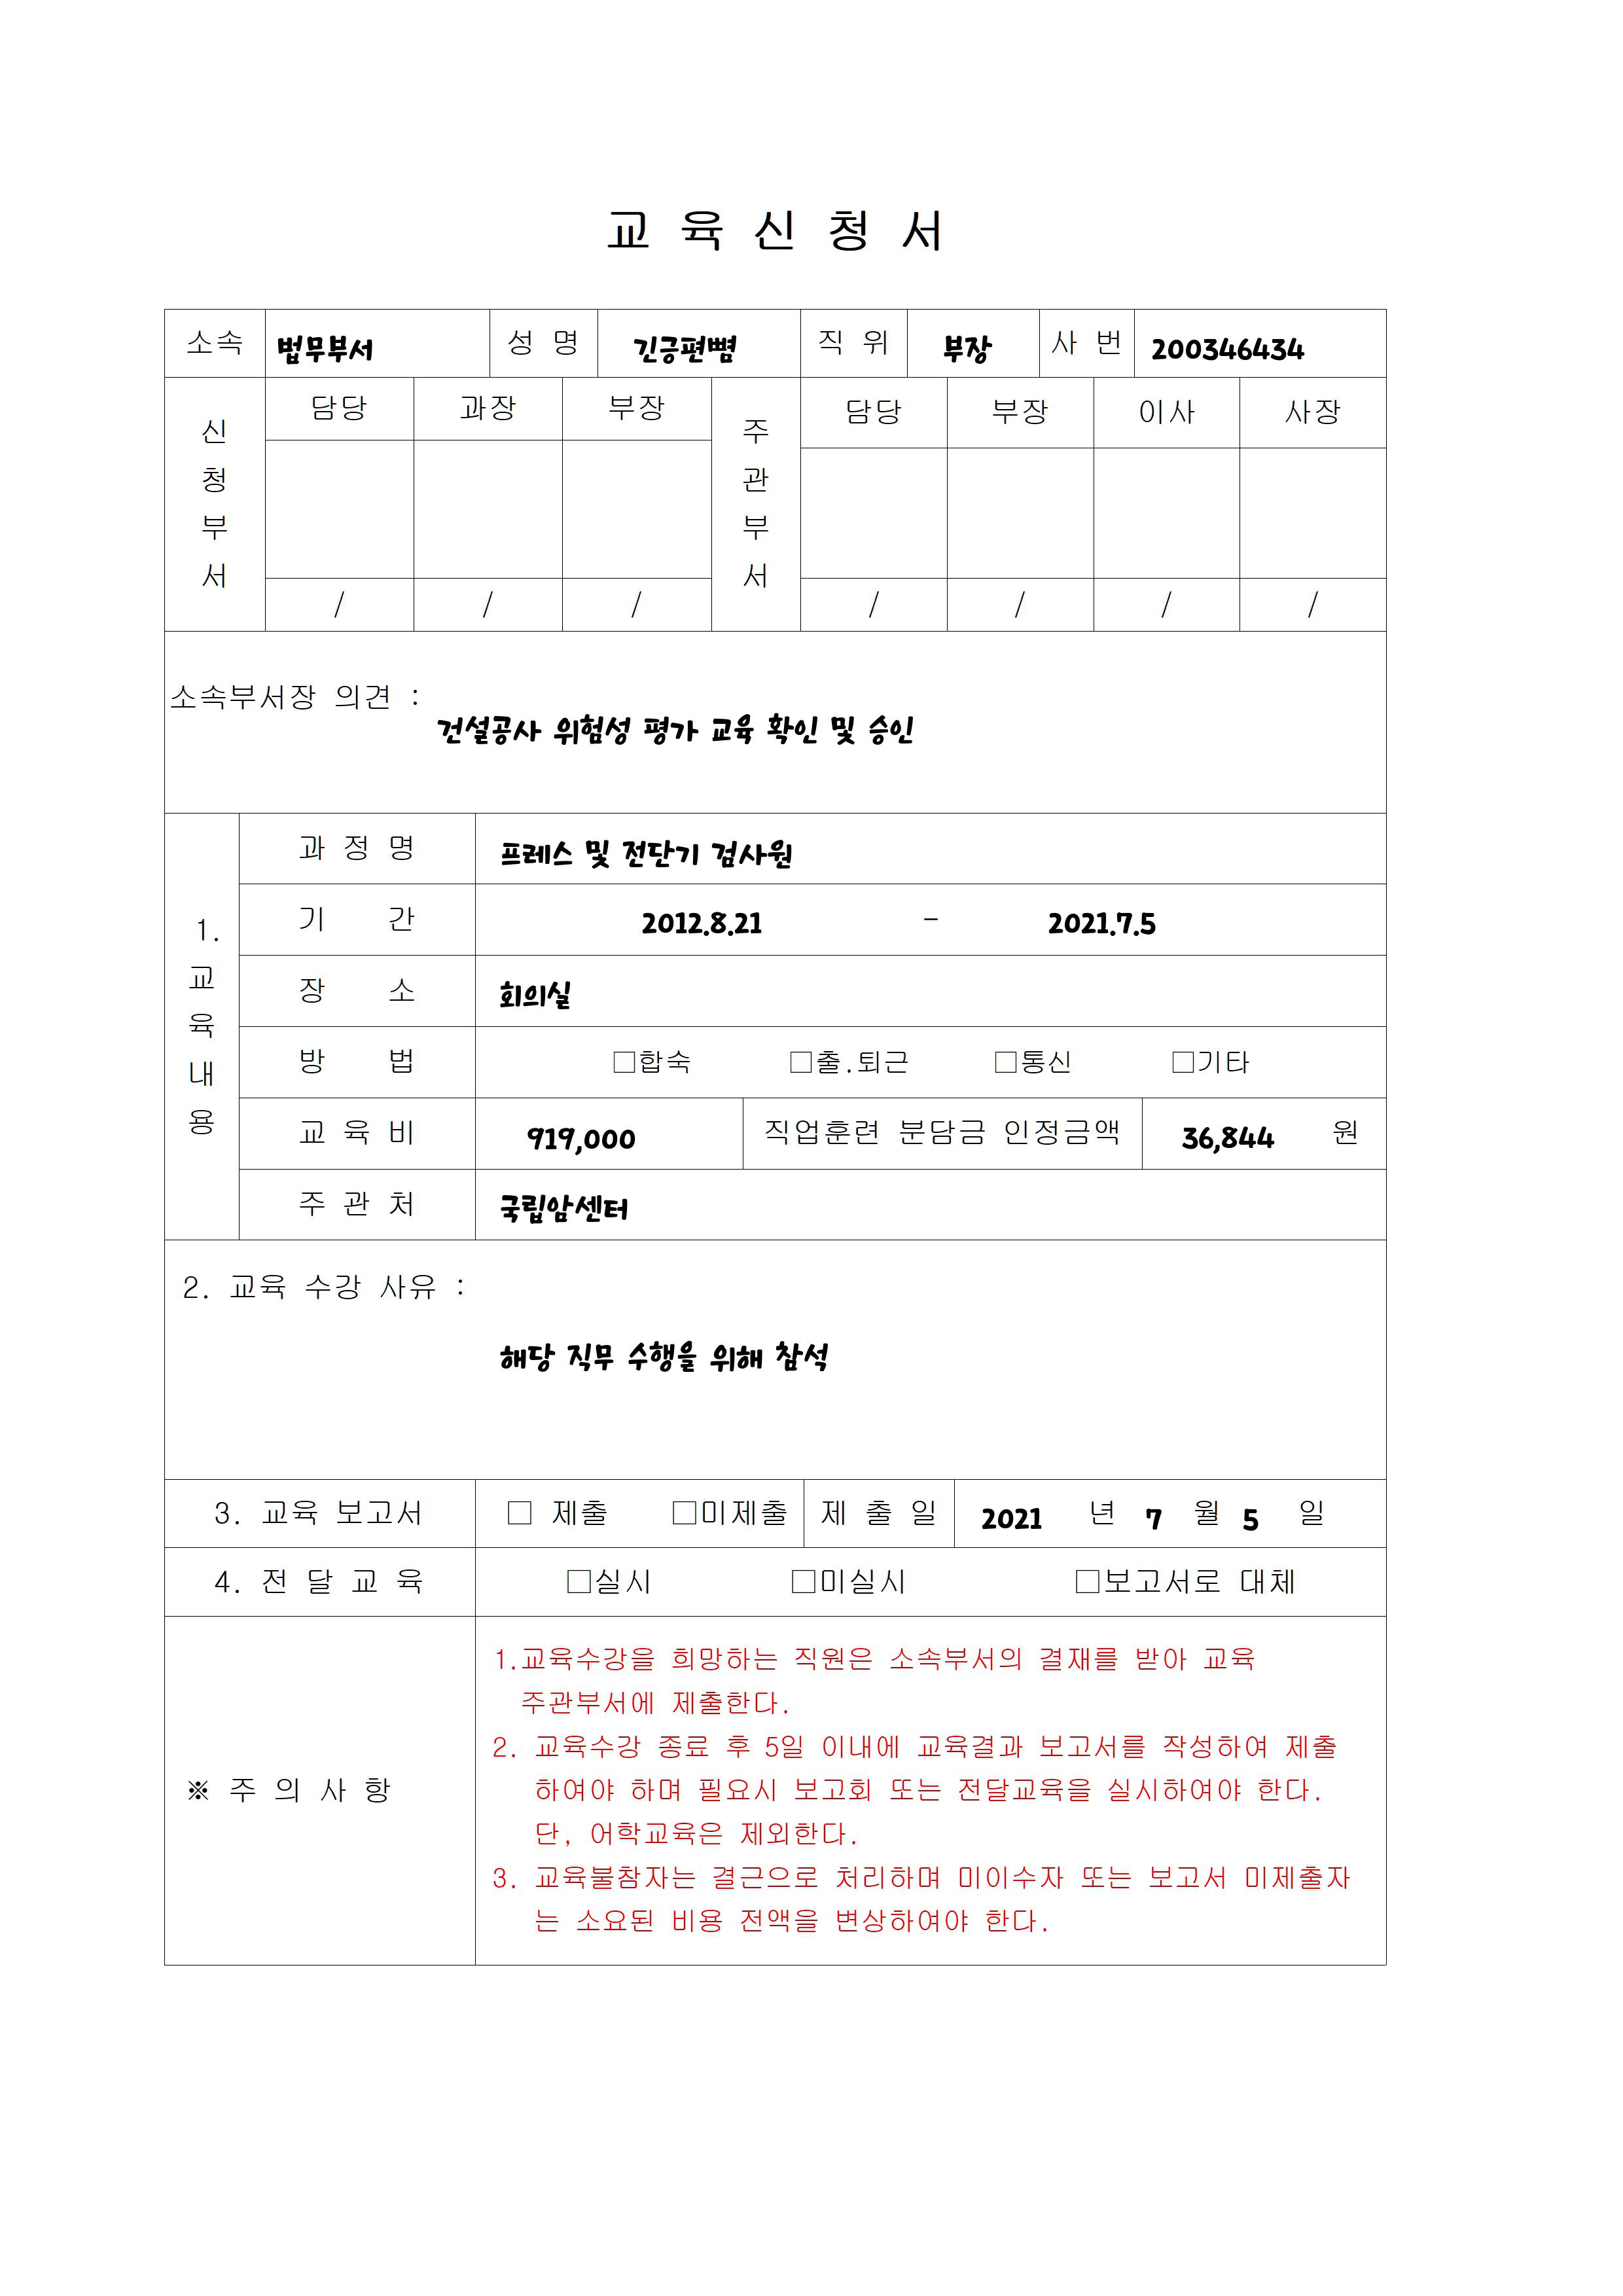 교 육 신 청 서
소속 법무부서 성 명 긴긍편뼘 직 위 부장 사 번 200346434
신청부서 담당 과장 부장 주관부서 담당 부장 이사 사장
/ / / / / / /
소속부서장 의견 :
건설공사 위험성 평가 교육 확인 및 승인
1. 교육내용
과 정 명 프레스 및 전단기 검사원
기 간 2012.8.21 - 2021.7.5
장 소 회의실
방 법 □합숙 □출.퇴근 □통신 □기타
교 육 비 919,000 직업훈련 분담금 인정금액 36,844 원
주 관 처 국립암센터
2. 교육 수강 사유 :
해당 직무 수행을 위해 참석
3. 교육 보고서 □ 제출 □미제출 제 출 일 2021 년 7 월 5 일
4. 전 달 교 육 □실시 □미실시 □보고서로 대체
※ 주 의 사 항
1.교육수강을 희망하는 직원은 소속부서의 결재를 받아 교육
주관부서에 제출한다.
2. 교육수강 종료 후 5일 이내에 교육결과 보고서를 작성하여 제출
하여야 하며 필요시 보고회 또는 전달교육을 실시하여야 한다.
단, 어학교육은 제외한다.
3. 교육불참자는 결근으로 처리하며 미이수자 또는 보고서 미제출자
는 소요된 비용 전액을 변상하여야 한다.